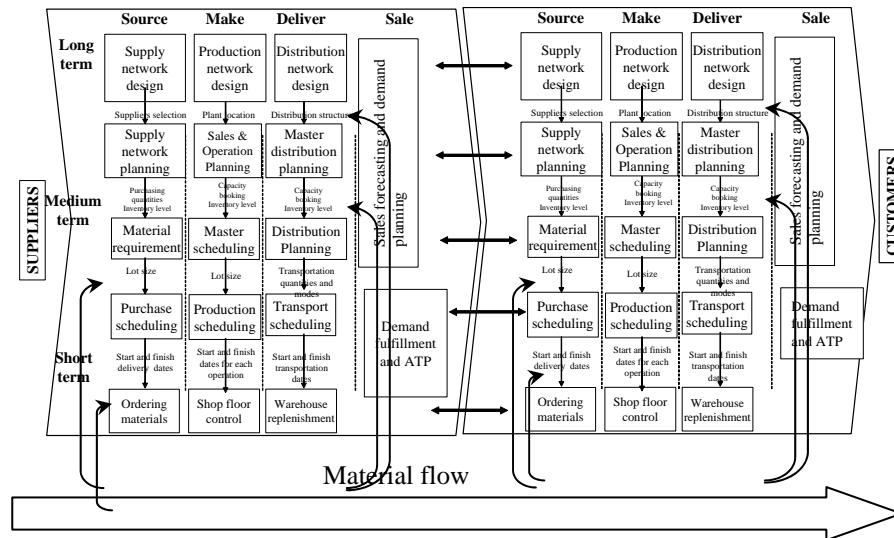 Source Make Deliver Sale
Long
term
Supply
network
design
Production
network
design
Distribution
network
design
Suppliers selection
Plant location
Distribution structure
Supply
network
planning
Sales &
Operation
Planning
Master
distribution
planning
Medium
term
Purchasing
quantities
Inventory level
Capacity
booking
Inventory level
Capacity
booking
Inventory level
Material
requirement
Master
scheduling
Distribution
Planning
Lot size
Lot size
Transportation
quantities and
modes
Purchase
scheduling
Production
scheduling
Transport
scheduling
Short
term
Start and finish
delivery dates
Start and finish
dates for each
operation
Start and finish
transportation
dates
Ordering
materials
Shop floor
control
Warehouse
replenishment
Sales forecasting and demand
planning
Demand
fulfillment
and ATP
SUPPLIERS
Source Make Deliver Sale
Supply
network
design
Production
network
design
Distribution
network
design
Suppliers selection
Plant location
Distribution structure
Supply
network
planning
Sales &
Operation
Planning
Master
distribution
planning
Purchasing
quantities
Inventory level
Capacity
booking
Inventory level
Capacity
booking
Inventory level
Material
requirement
Master
scheduling
Distribution
Planning
Lot size
Lot size
Transportation
quantities and
modes
Purchase
scheduling
Production
scheduling
Transport
scheduling
Start and finish
delivery dates
Start and finish
dates for each
operation
Start and finish
transportation
dates
Ordering
materials
Shop floor
control
Warehouse
replenishment
Sales forecasting and demand
planning
Demand
fulfillment
and ATP
CUSTOMERS
Material flow